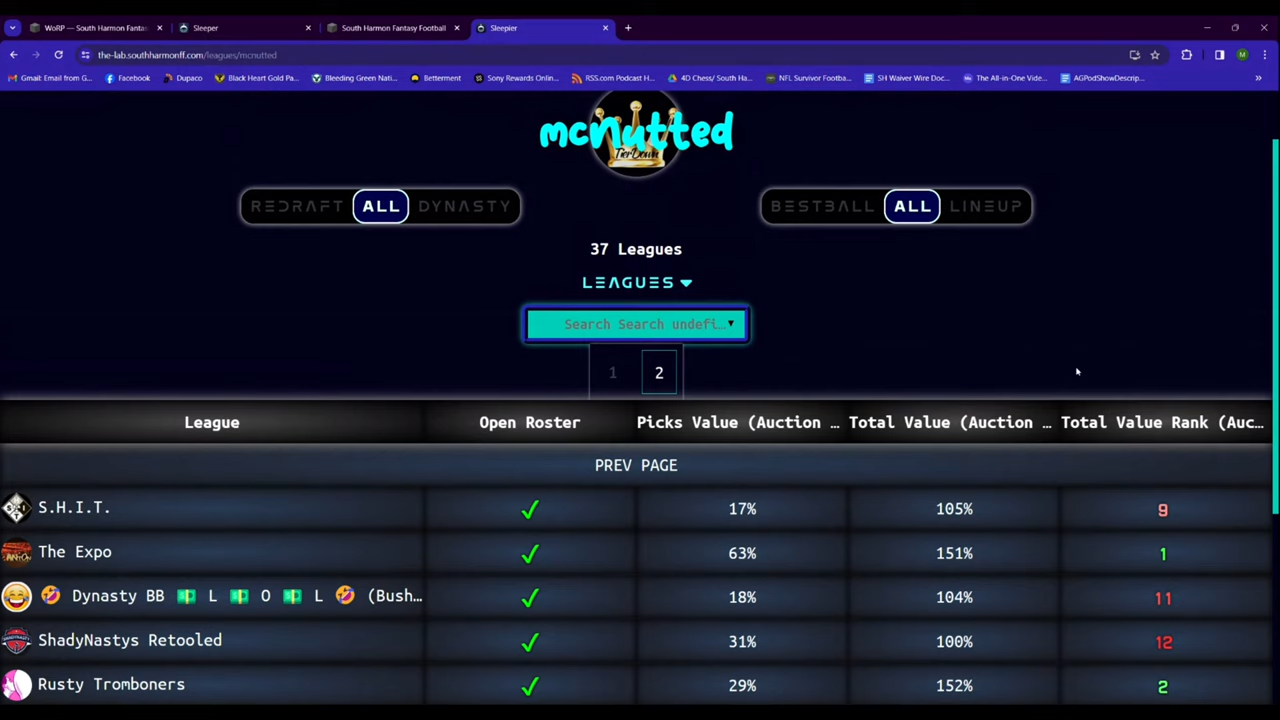 WoRP — South Harmon Fantas
Sleeper
South Harmon Fantasy Football
Sleepier
the-lab.southharmonff.com/leagues/mcnutted
M
Gmail: Email from G...
Facebook
Dupaco
Black Heart Gold Pa...
Bleeding Green Nati...
Betterment
Sony Rewards Onlin...
RSS.com Podcast H...
4D Chess/ South Ha...
NFL Survivor Footba...
SH Waiver Wire Doc...
The All-in-One Vide...
AGPodShowDescrip...
»
mcnutted
TierDown
REDRAFT ALL DYNASTY
BESTBALL ALL LINEUP
37 Leagues
LEAGUES
Search Search undefi…
1 2
League Open Roster Picks Value (Auction … Total Value (Auction … Total Value Rank (Auc…
PREV PAGE
S.H.I.T. ✓ 17% 105% 9
The Expo ✓ 63% 151% 1
🤣 Dynasty BB 💵 L 💵 O 💵 L 🤣 (Bush… ✓ 18% 104% 11
ShadyNastys Retooled ✓ 31% 100% 12
Rusty Tromboners ✓ 29% 152% 2